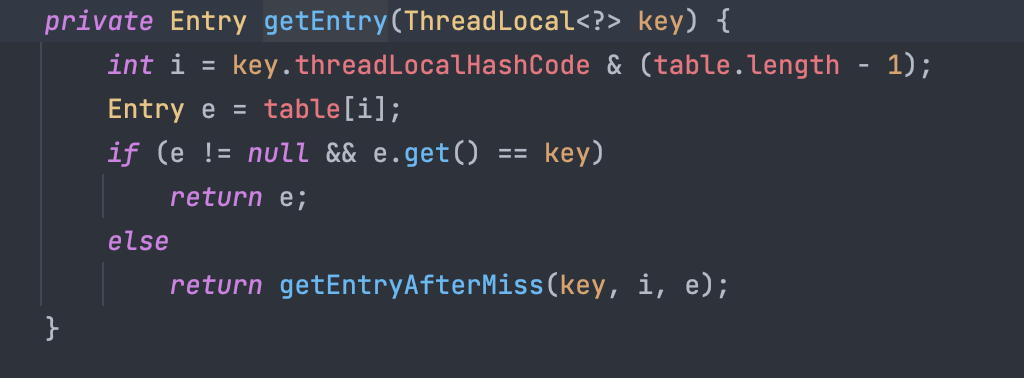 private Entry getEntry(ThreadLocal<?> key) {
    int i = key.threadLocalHashCode & (table.length - 1);
    Entry e = table[i];
    if (e != null && e.get() == key)
        return e;
    else
        return getEntryAfterMiss(key, i, e);
}